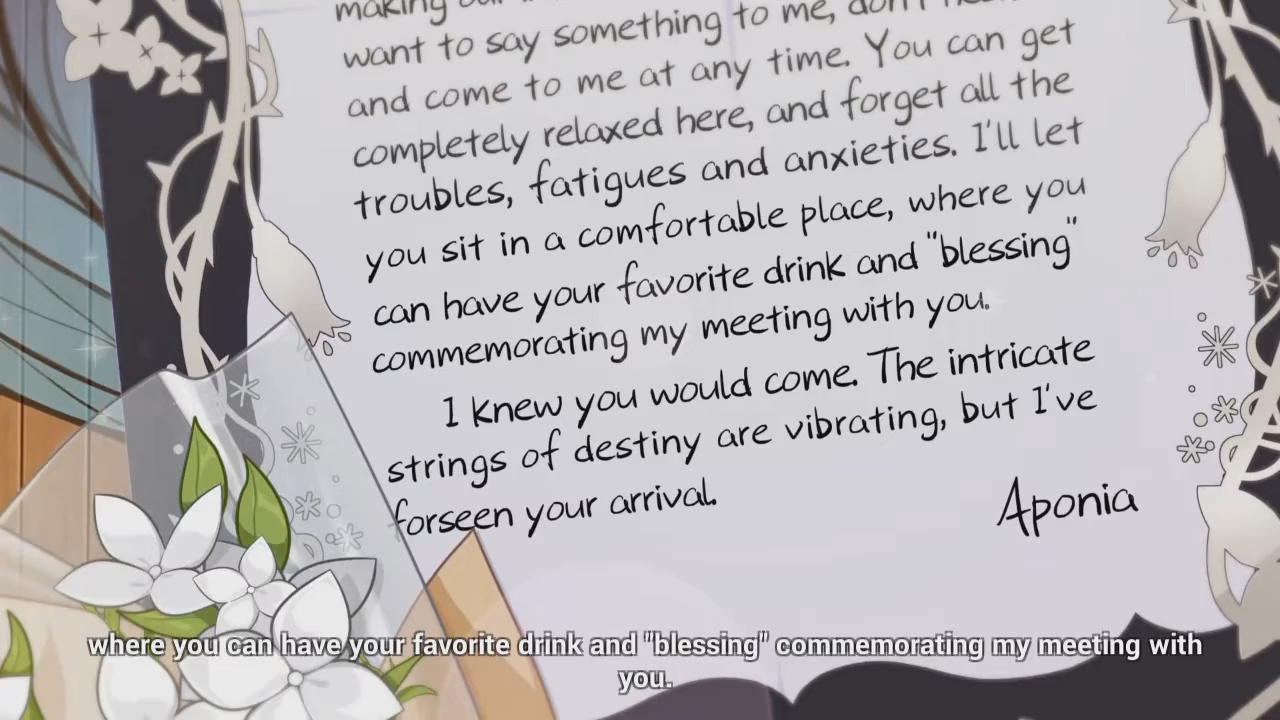 making our
want to say something to me, don't
and come to me at any time. You can get
completely relaxed here, and forget all the
troubles, fatigues and anxieties. I'll let
you sit in a comfortable place, where you
can have your favorite drink and "blessing"
commemorating my meeting with you.
I knew you would come. The intricate
strings of destiny are vibrating, but I've
forseen your arrival.
Aponia
where you can have your favorite drink and "blessing" commemorating my meeting with
you.